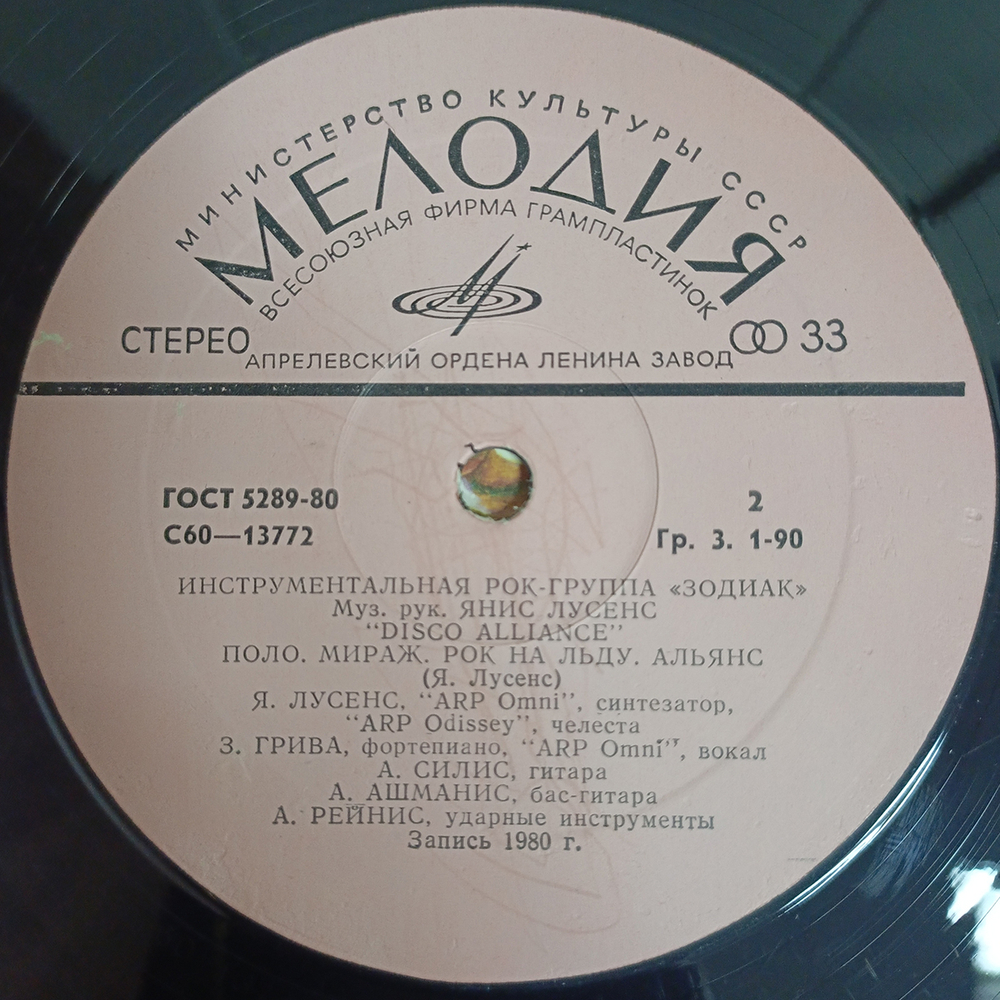 МИНИСТЕРСТВО КУЛЬТУРЫ СССР
МЕЛОДИЯ
ВСЕСОЮЗНАЯ ФИРМА ГРАМПЛАСТИНОК
СТЕРЕО 33
АПРЕЛЕВСКИЙ ОРДЕНА ЛЕНИНА ЗАВОД
ГОСТ 5289-80 2
С60—13772 Гр. 3. 1-90
ИНСТРУМЕНТАЛЬНАЯ РОК-ГРУППА «ЗОДИАК»
Муз. рук. ЯНИС ЛУСЕНС
"DISCO ALLIANCE"
ПОЛО. МИРАЖ. РОК НА ЛЬДУ. АЛЬЯНС
(Я. Лусенс)
Я. ЛУСЕНС, "ARP Omni", синтезатор,
"ARP Odissey", челеста
З. ГРИВА, фортепиано, "ARP Omni", вокал
А. СИЛИС, гитара
А. АШМАНИС, бас-гитара
А. РЕЙНИС, ударные инструменты
Запись 1980 г.